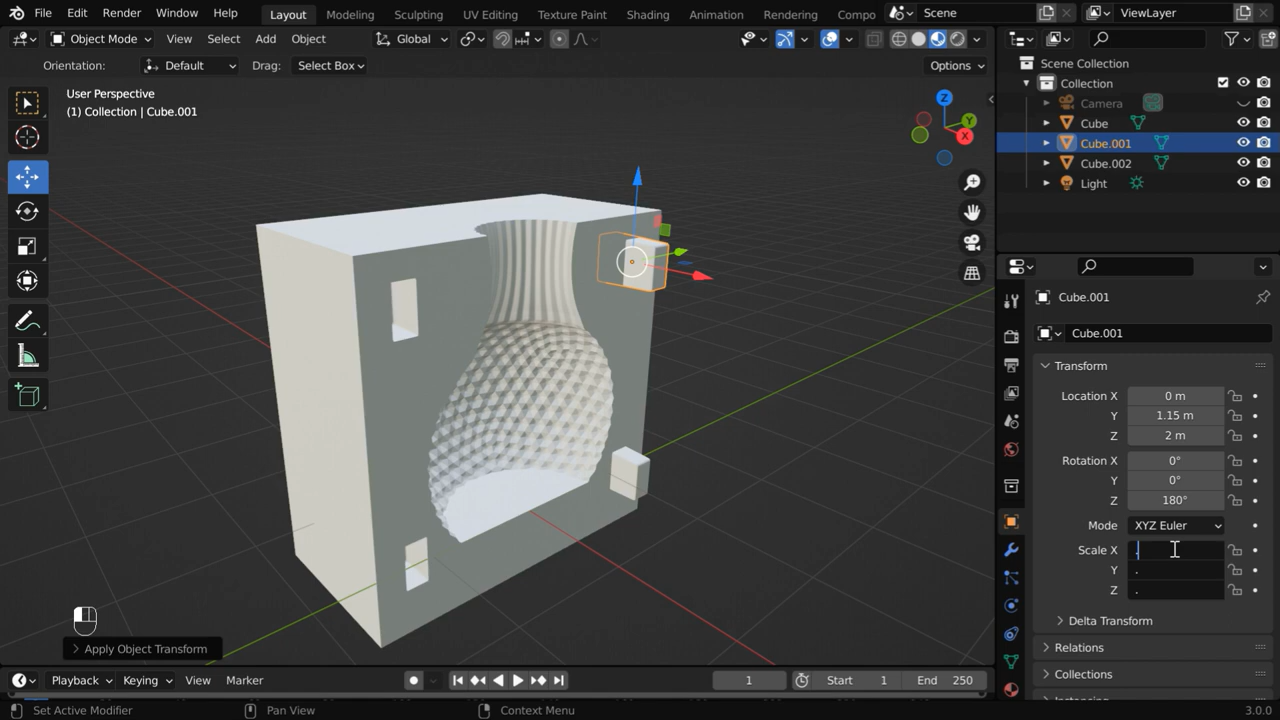 File Edit Render Window Help Layout Modeling Sculpting UV Editing Texture Paint Shading Animation Rendering Compo Scene ViewLayer
Object Mode View Select Add Object Global
Orientation: Default Drag: Select Box Options
User Perspective
(1) Collection | Cube.001
Z
Y
X
Apply Object Transform
Scene Collection
Collection
Camera
Cube
Cube.001
Cube.002
Light
Cube.001
Cube.001
Transform
Location X 0 m
Y 1.15 m
Z 2 m
Rotation X 0°
Y 0°
Z 180°
Mode XYZ Euler
Scale X .
Y .
Z .
Delta Transform
Relations
Collections
Playback Keying View Marker 1 Start 1 End 250
Set Active Modifier Pan View Context Menu 3.0.0